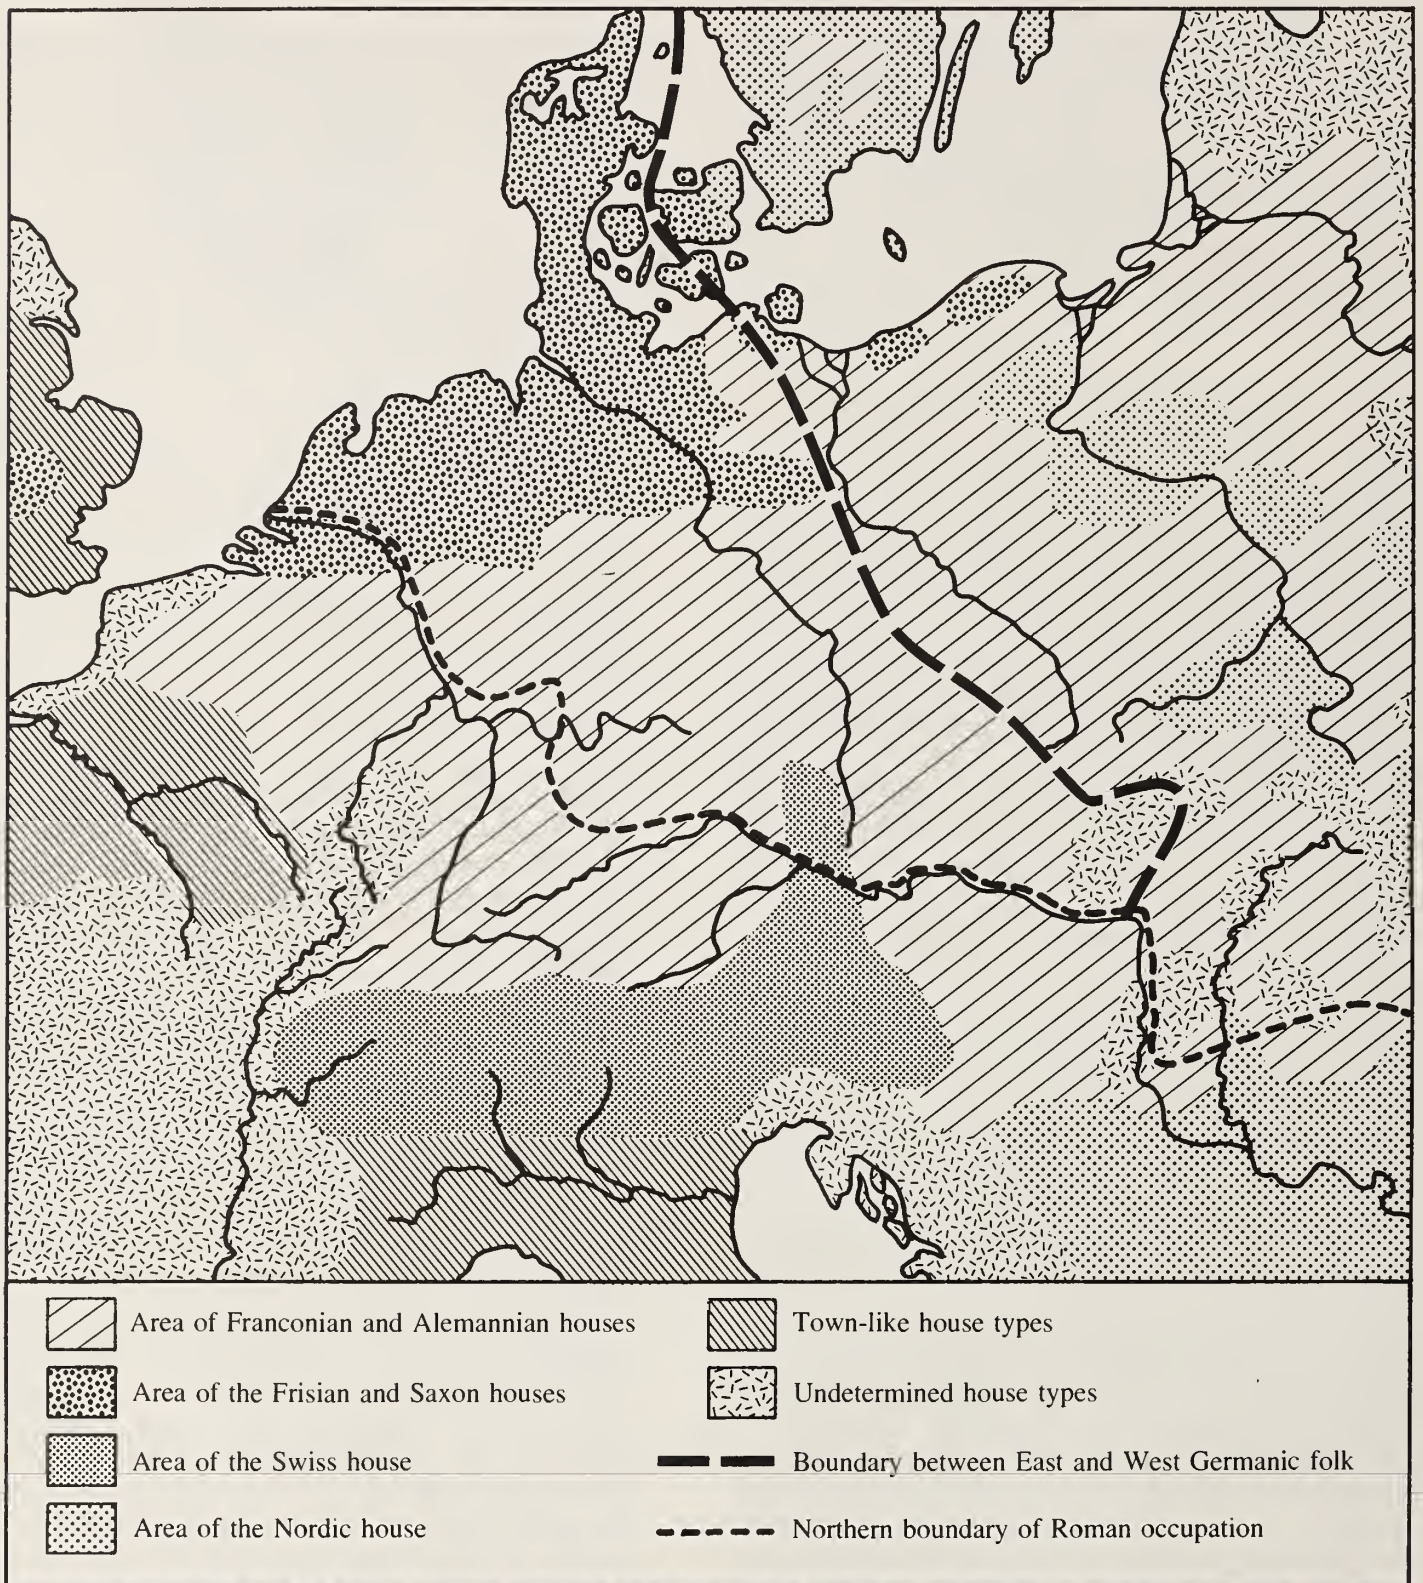 Area of Franconian and Alemannian houses
Area of the Frisian and Saxon houses
Area of the Swiss house
Area of the Nordic house
Town-like house types
Undetermined house types
Boundary between East and West Germanic folk
Northern boundary of Roman occupation